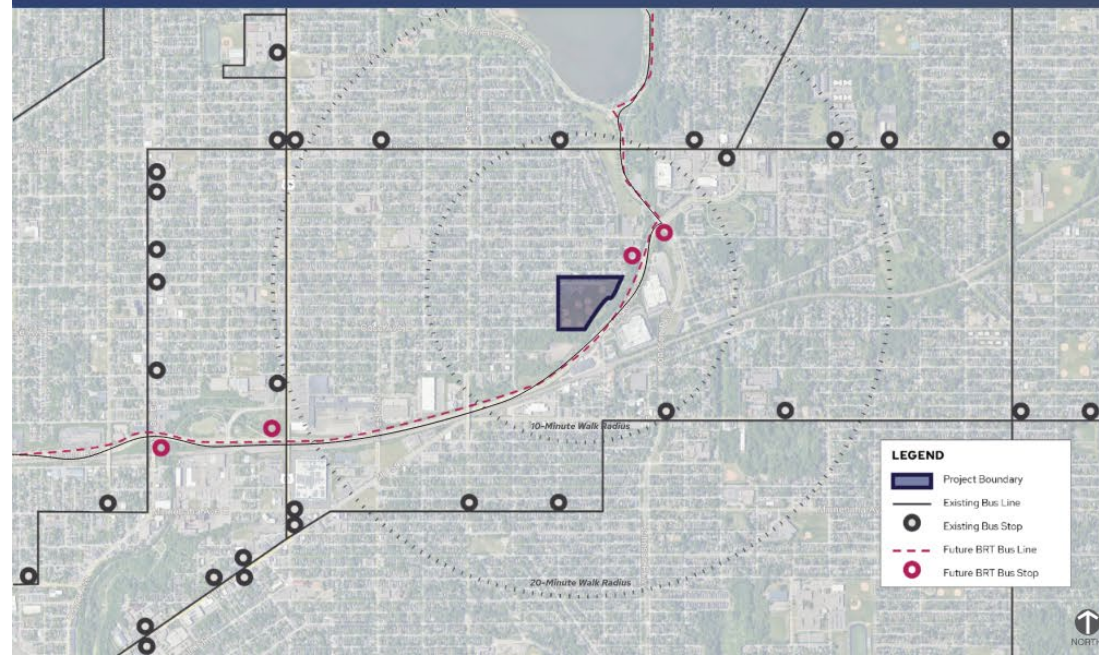 10-Minute Walk Radius
LEGEND
Project Boundary
Existing Bus Line
Existing Bus Stop
Future BRT Bus Line
Future BRT Bus Stop
20-Minute Walk Radius
NORTH